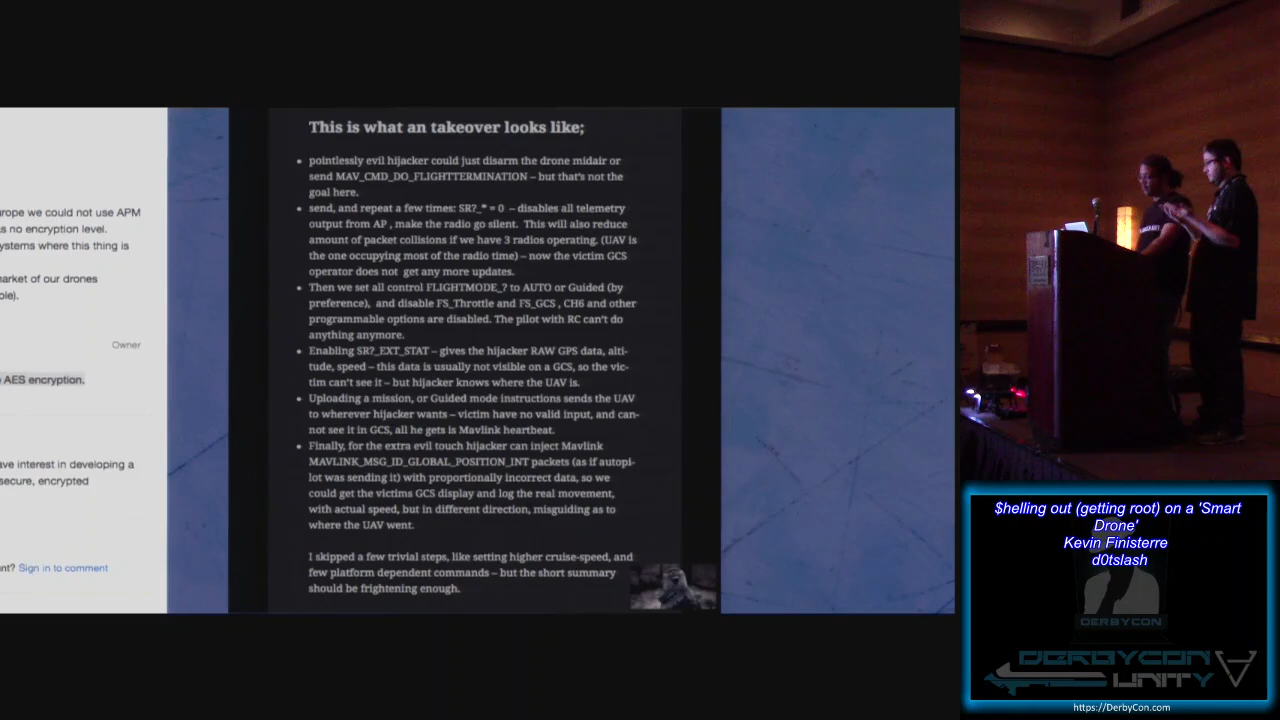 urope we could not use APM
s no encryption level.
ystems where this thing is
arket of our drones
ole).
Owner
AES encryption.
ave interest in developing a
secure, encrypted
nt? Sign in to comment
This is what an takeover looks like;
• pointlessly evil hijacker could just disarm the drone midair or
send MAV_CMD_DO_FLIGHTTERMINATION – but that's not the
goal here.
• send, and repeat a few times: SR?_* = 0 – disables all telemetry
output from AP , make the radio go silent. This will also reduce
amount of packet collisions if we have 3 radios operating. (UAV is
the one occupying most of the radio time) – now the victim GCS
operator does not get any more updates.
• Then we set all control FLIGHTMODE_? to AUTO or Guided (by
preference), and disable FS_Throttle and FS_GCS , CH6 and other
programmable options are disabled. The pilot with RC can't do
anything anymore.
• Enabling SR?_EXT_STAT – gives the hijacker RAW GPS data, alti-
tude, speed – this data is usually not visible on a GCS, so the vic-
tim can't see it – but hijacker knows where the UAV is.
• Uploading a mission, or Guided mode instructions sends the UAV
to wherever hijacker wants – victim have no valid input, and can-
not see it in GCS, all he gets is Mavlink heartbeat.
• Finally, for the extra evil touch hijacker can inject Mavlink
MAVLINK_MSG_ID_GLOBAL_POSITION_INT packets (as if autopi-
lot was sending it) with proportionally incorrect data, so we
could get the victims GCS display and log the real movement,
with actual speed, but in different direction, misguiding as to
where the UAV went.
I skipped a few trivial steps, like setting higher cruise-speed, and
few platform dependent commands – but the short summary
should be frightening enough.
$helling out (getting root) on a 'Smart
Drone'
Kevin Finisterre
d0tslash
DERBYCON
DERBYCON
UNITY
https://DerbyCon.com